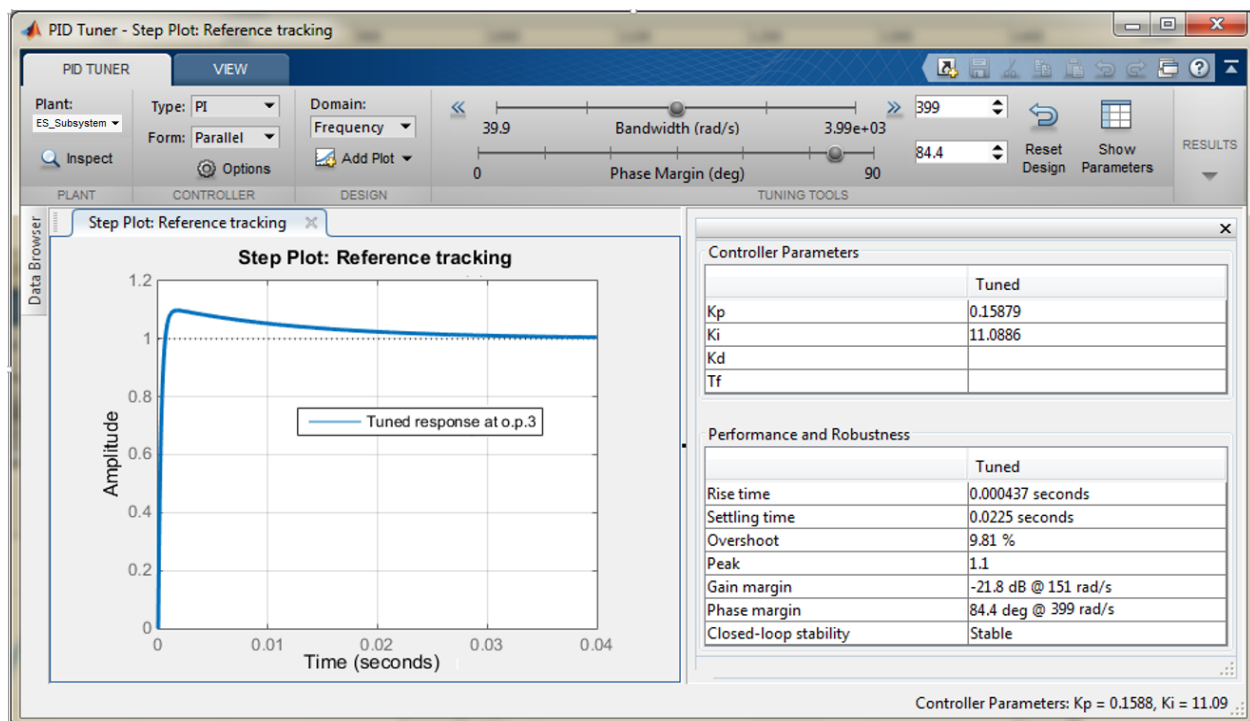 PID Tuner - Step Plot: Reference tracking
PID TUNER
VIEW
Plant:
ES_Subsystem
Inspect
PLANT
Type: PI
Form: Parallel
Options
CONTROLLER
Domain:
Frequency
Add Plot
DESIGN
39.9 Bandwidth (rad/s) 3.99e+03
399
0 Phase Margin (deg) 90
84.4
Reset
Design
Show
Parameters
TUNING TOOLS
RESULTS
Data Browser
Step Plot: Reference tracking
Step Plot: Reference tracking
Amplitude
1.2
1
0.8
0.6
0.4
0.2
0
Tuned response at o.p.3
0 0.01 0.02 0.03 0.04
Time (seconds)
Controller Parameters
Tuned
Kp 0.15879
Ki 11.0886
Kd
Tf
Performance and Robustness
Tuned
Rise time 0.000437 seconds
Settling time 0.0225 seconds
Overshoot 9.81 %
Peak 1.1
Gain margin -21.8 dB @ 151 rad/s
Phase margin 84.4 deg @ 399 rad/s
Closed-loop stability Stable
Controller Parameters: Kp = 0.1588, Ki = 11.09